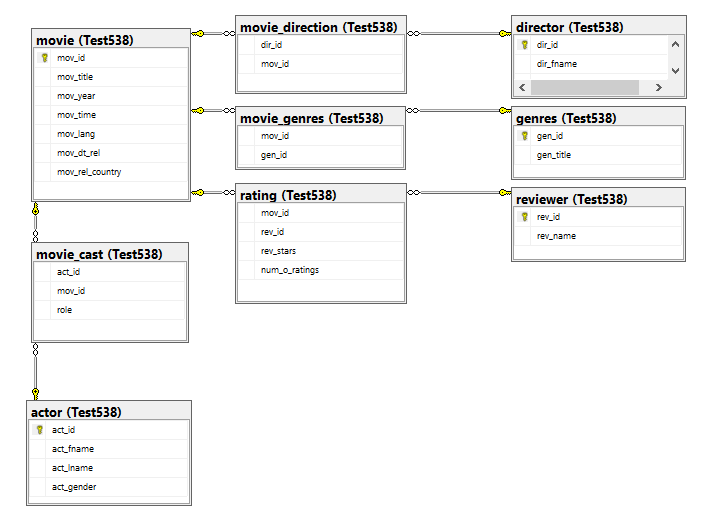 movie (Test538)
mov_id
mov_title
mov_year
mov_time
mov_lang
mov_dt_rel
mov_rel_country
movie_direction (Test538)
dir_id
mov_id
director (Test538)
dir_id
dir_fname
movie_genres (Test538)
mov_id
gen_id
genres (Test538)
gen_id
gen_title
rating (Test538)
mov_id
rev_id
rev_stars
num_o_ratings
reviewer (Test538)
rev_id
rev_name
movie_cast (Test538)
act_id
mov_id
role
actor (Test538)
act_id
act_fname
act_lname
act_gender